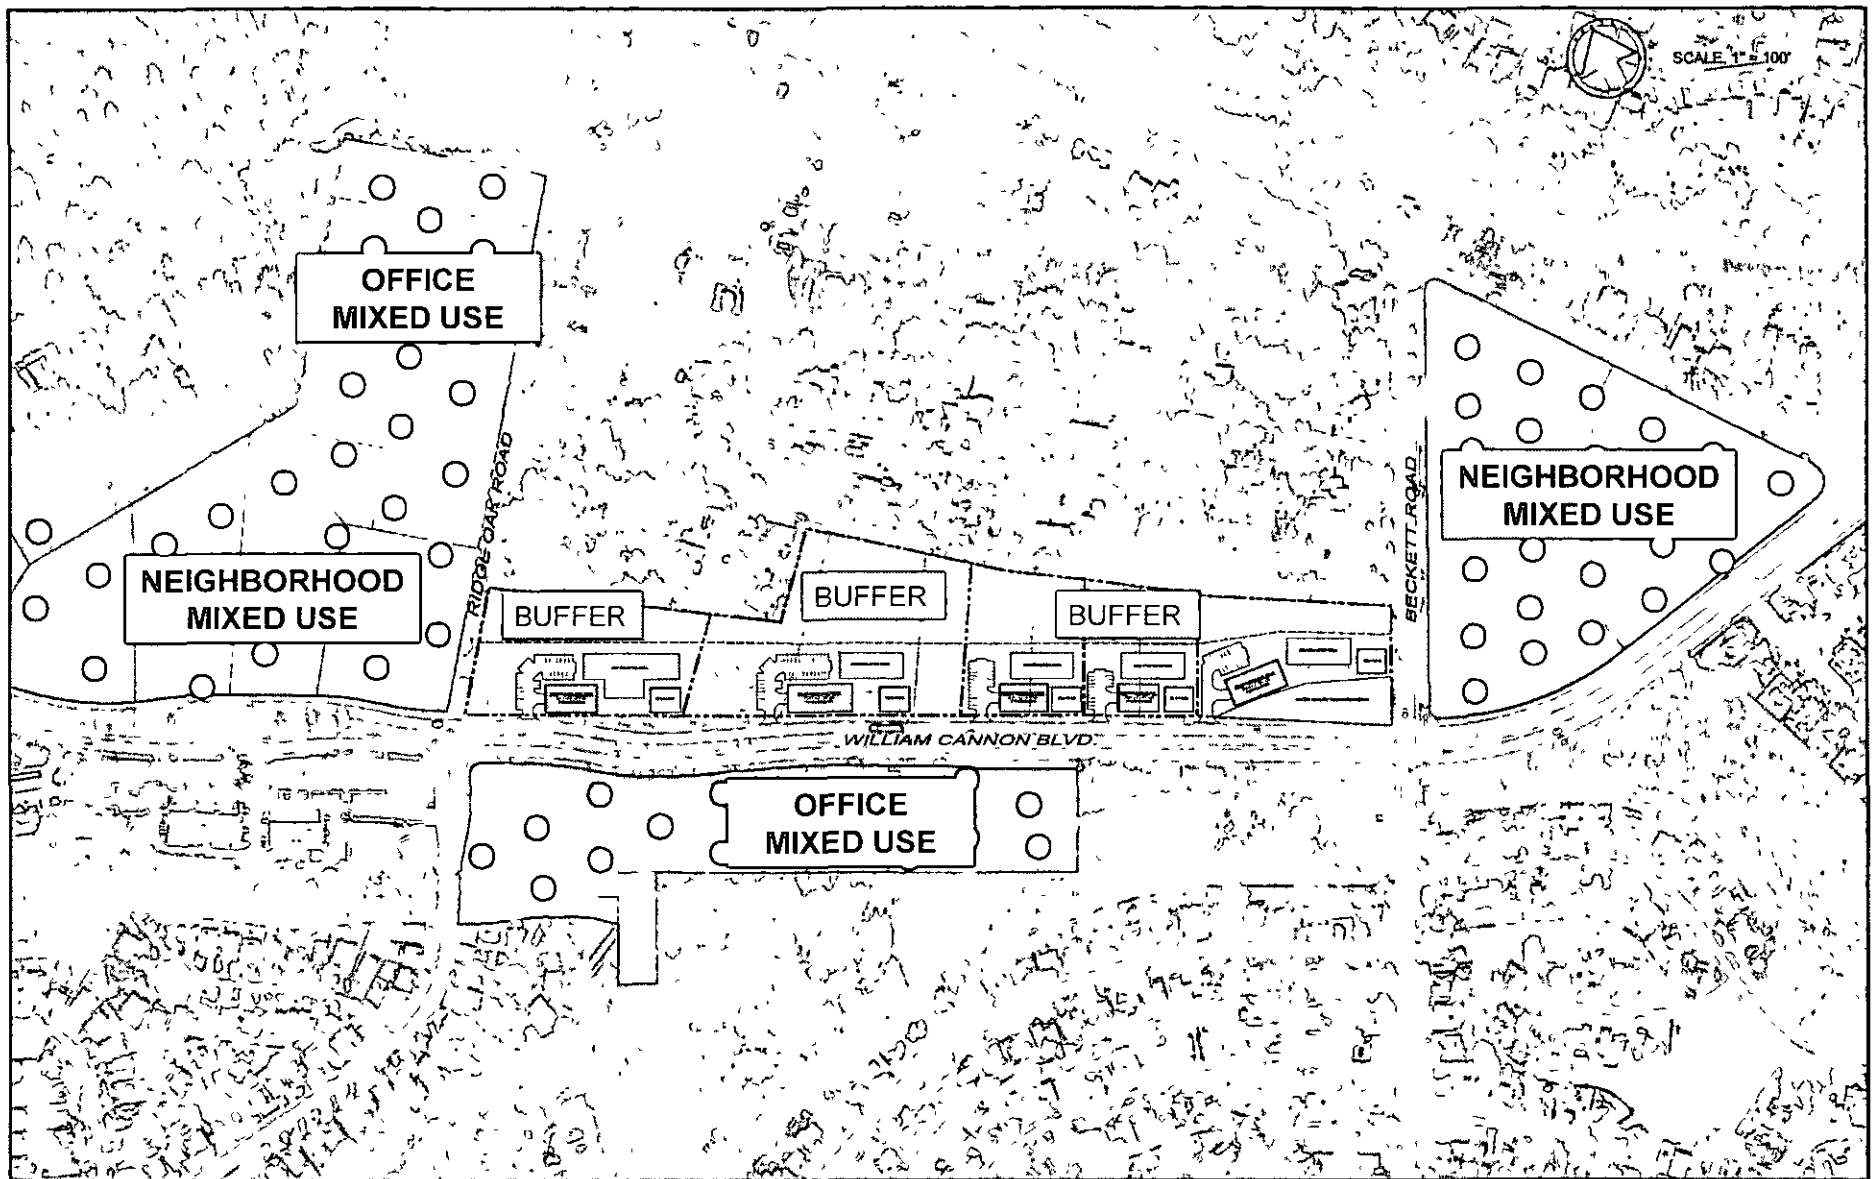 SCALE 1" = 100'
OFFICE
MIXED USE
NEIGHBORHOOD
MIXED USE
RIDGE OAK ROAD
NEIGHBORHOOD
MIXED USE
BECKETT ROAD
BUFFER
BUFFER
BUFFER
WILLIAM CANNON BLVD.
OFFICE
MIXED USE